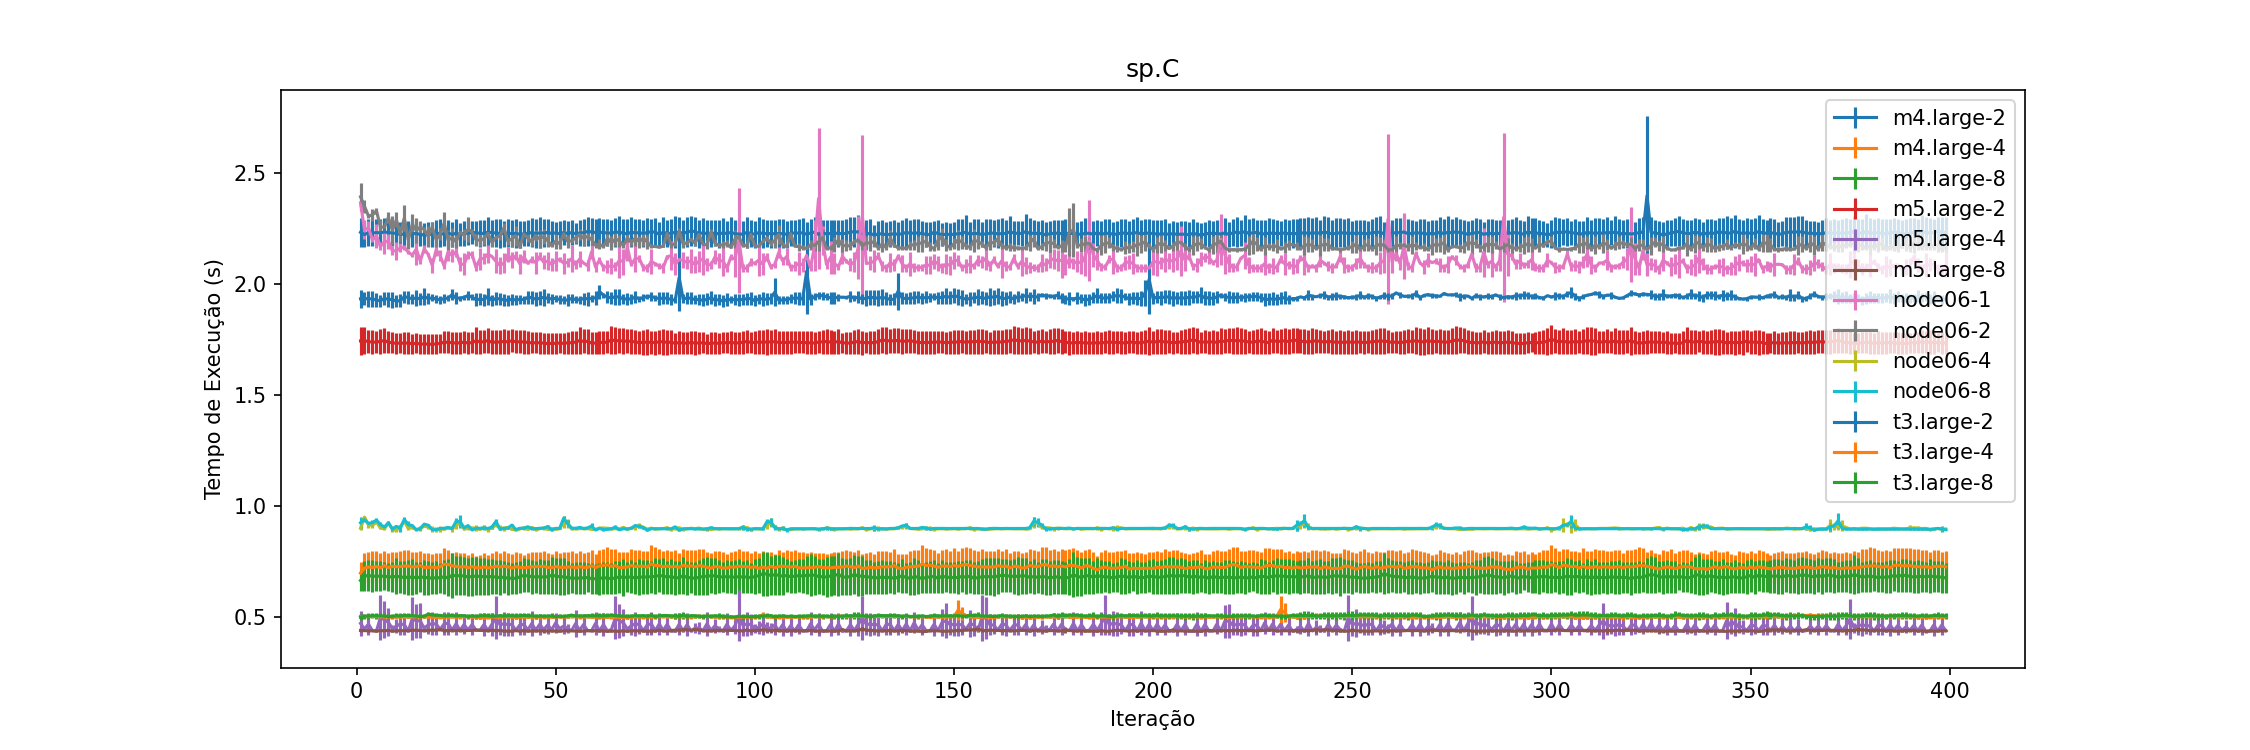 sp.C
Tempo de Execução (s)
2.5
2.0
1.5
1.0
0.5
0
50
100
150
200
250
300
350
400
Iteração
m4.large-2
m4.large-4
m4.large-8
m5.large-2
m5.large-4
m5.large-8
node06-1
node06-2
node06-4
node06-8
t3.large-2
t3.large-4
t3.large-8